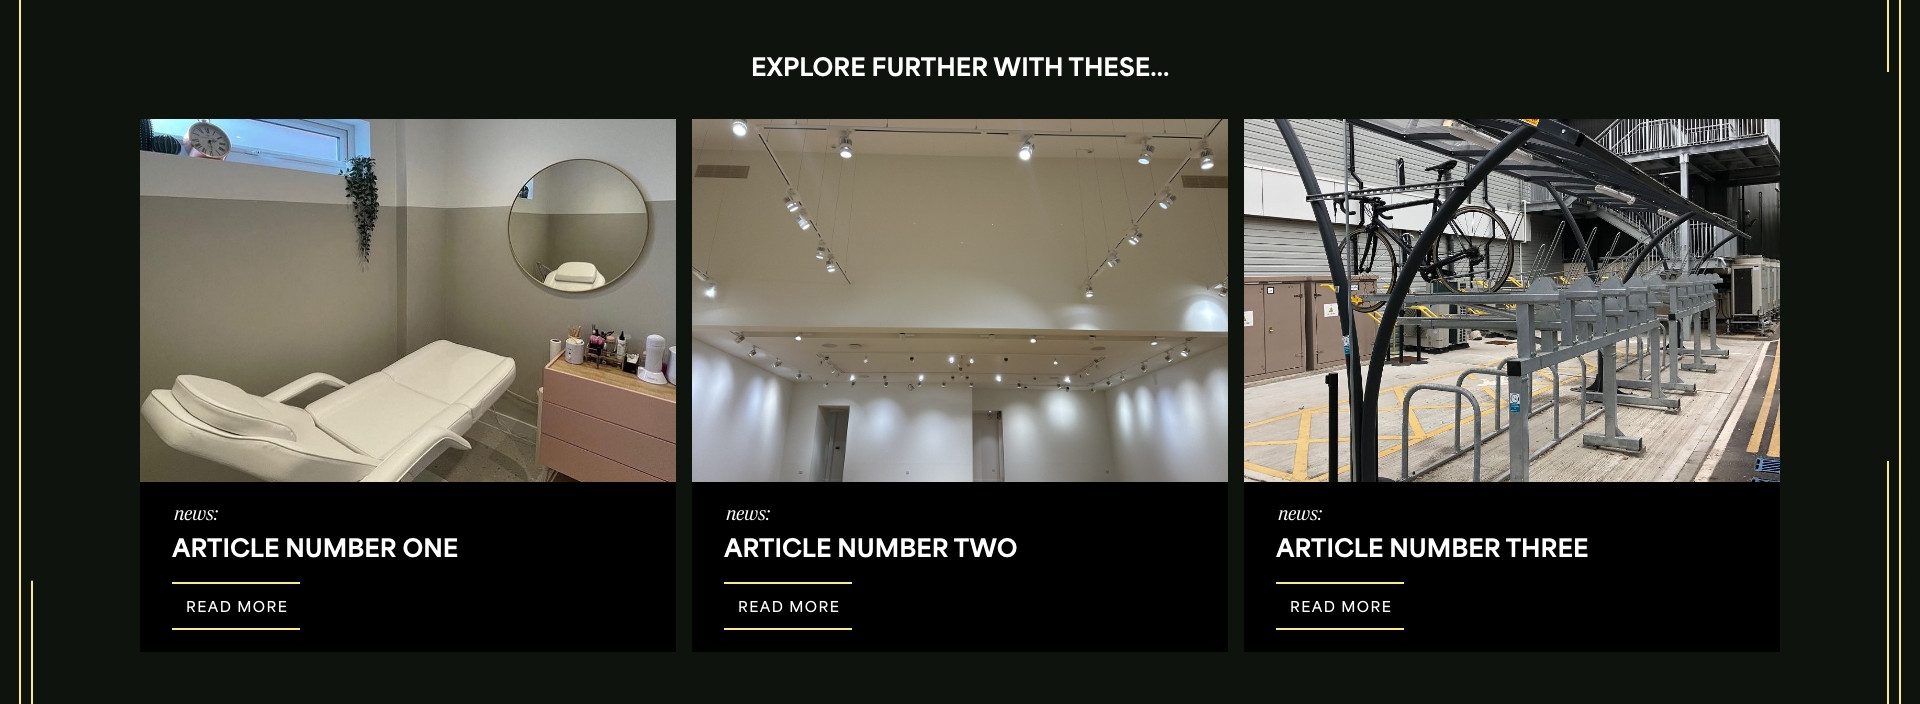 EXPLORE FURTHER WITH THESE...
news:
ARTICLE NUMBER ONE
READ MORE
news:
ARTICLE NUMBER TWO
READ MORE
news:
ARTICLE NUMBER THREE
READ MORE